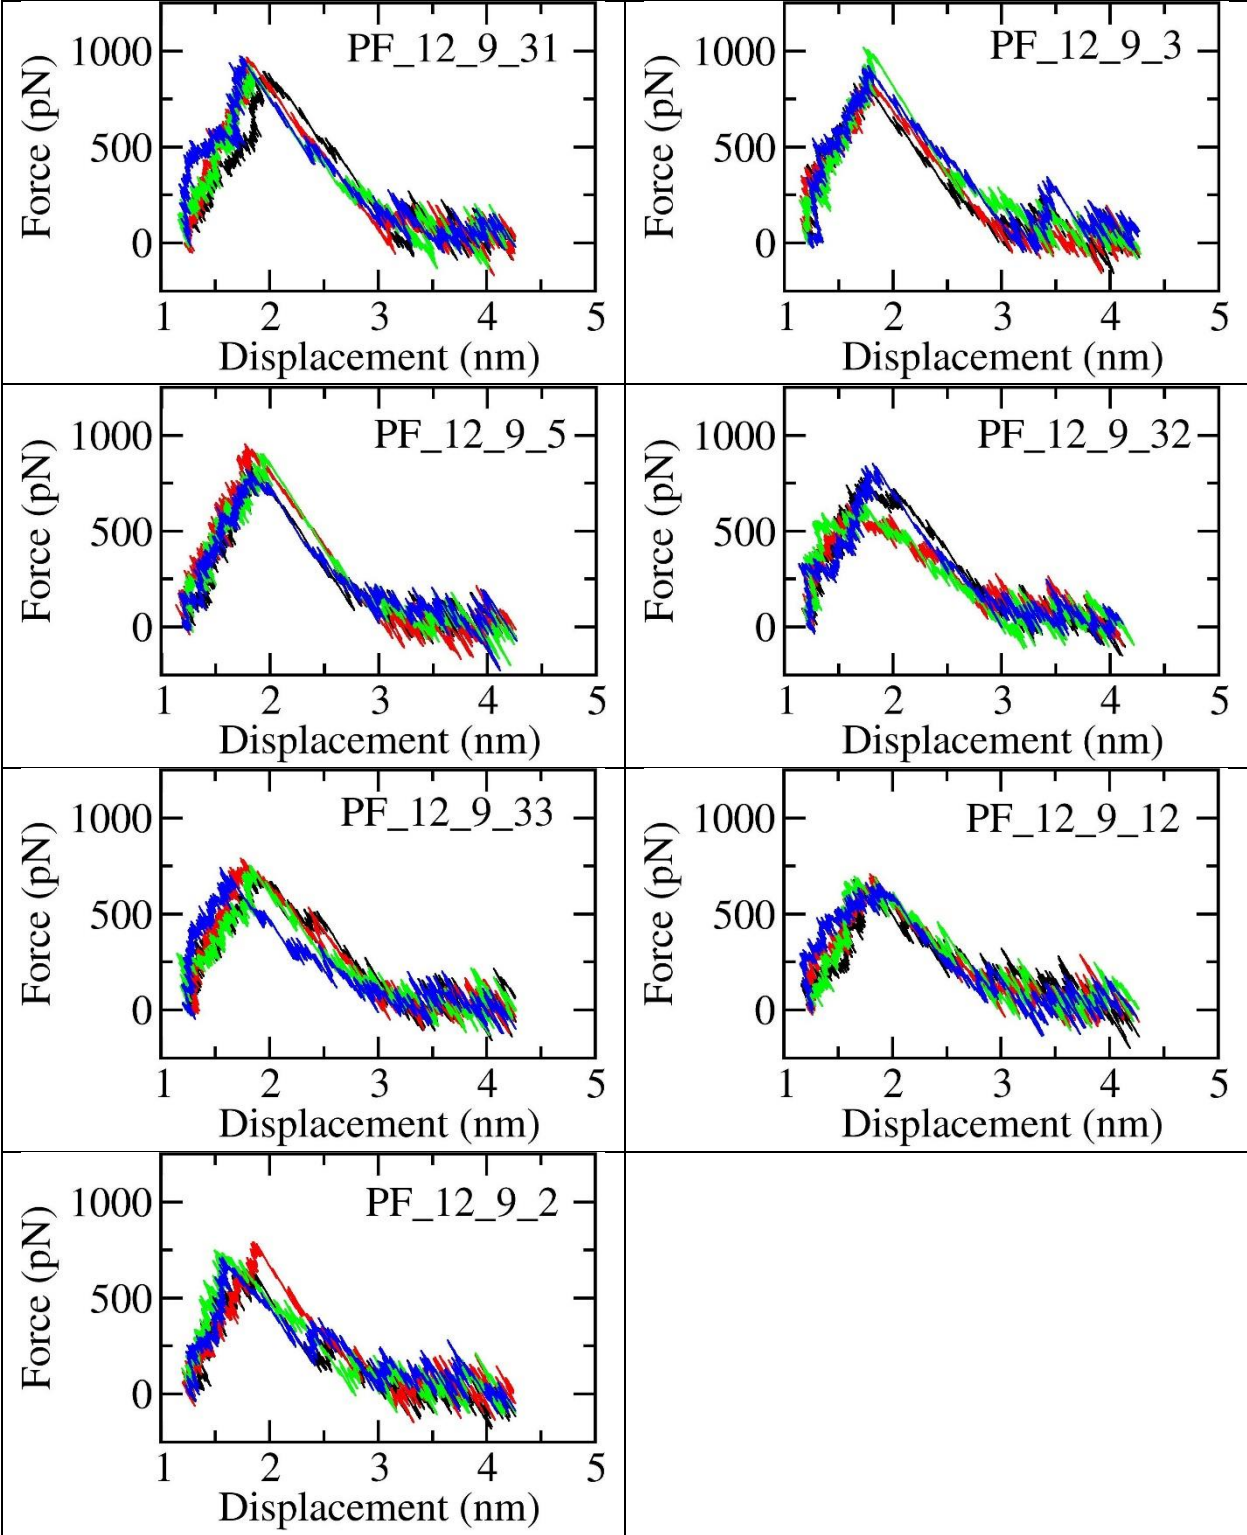 PF_12_9_31
1000
500
0
Force (pN)
1 2 3 4 5
Displacement (nm)
PF_12_9_3
1000
500
0
Force (pN)
1 2 3 4 5
Displacement (nm)
PF_12_9_5
1000
500
0
Force (pN)
1 2 3 4 5
Displacement (nm)
PF_12_9_32
1000
500
0
Force (pN)
1 2 3 4 5
Displacement (nm)
PF_12_9_33
1000
500
0
Force (pN)
1 2 3 4 5
Displacement (nm)
PF_12_9_12
1000
500
0
Force (pN)
1 2 3 4 5
Displacement (nm)
PF_12_9_2
1000
500
0
Force (pN)
1 2 3 4 5
Displacement (nm)